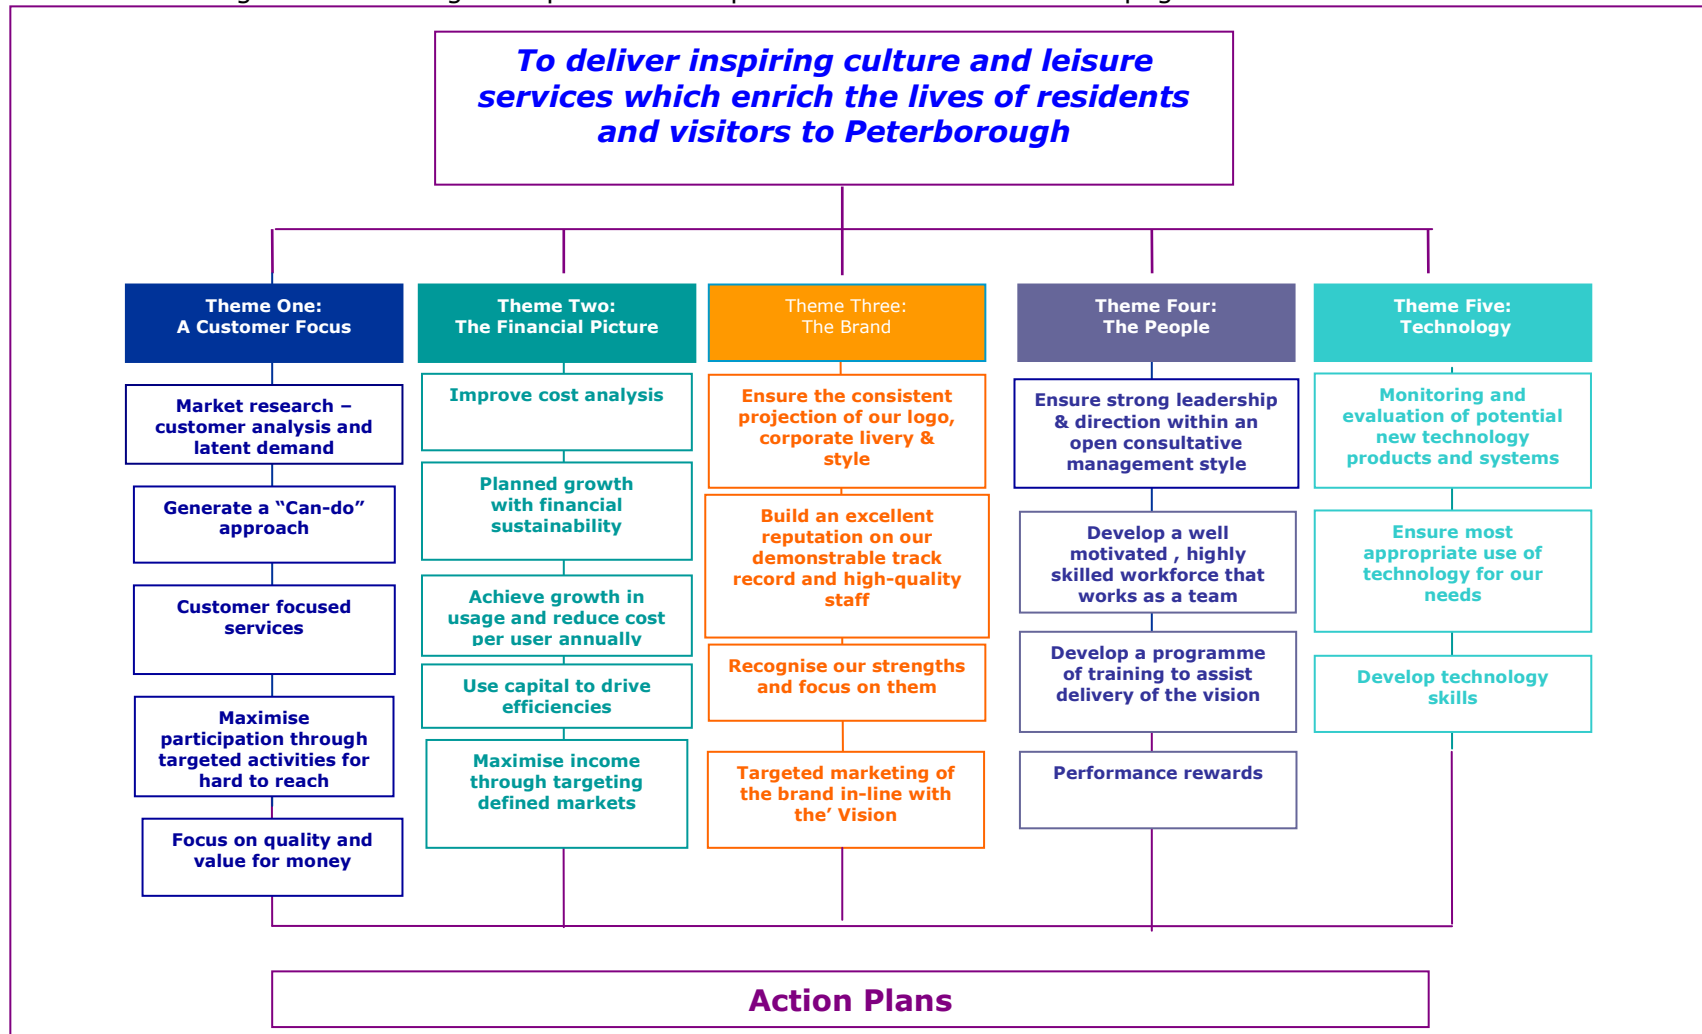 To deliver inspiring culture and leisure
services which enrich the lives of residents
and visitors to Peterborough
Theme One:
A Customer Focus
Market research –
customer analysis and
latent demand
Generate a “Can-do”
approach
Customer focused
services
Maximise
participation through
targeted activities for
hard to reach
Focus on quality and
value for money
Theme Two:
The Financial Picture
Improve cost analysis
Planned growth
with financial
sustainability
Achieve growth in
usage and reduce cost
per user annually
Use capital to drive
efficiencies
Maximise income
through targeting
defined markets
Theme Three:
The Brand
Ensure the consistent
projection of our logo,
corporate livery &
style
Build an excellent
reputation on our
demonstrable track
record and high-quality
staff
Recognise our strengths
and focus on them
Targeted marketing of
the brand in-line with
the’ Vision
Theme Four:
The People
Ensure strong leadership
& direction within an
open consultative
management style
Develop a well
motivated , highly
skilled workforce that
works as a team
Develop a programme
of training to assist
delivery of the vision
Performance rewards
Theme Five:
Technology
Monitoring and
evaluation of potential
new technology
products and systems
Ensure most
appropriate use of
technology for our
needs
Develop technology
skills
Action Plans